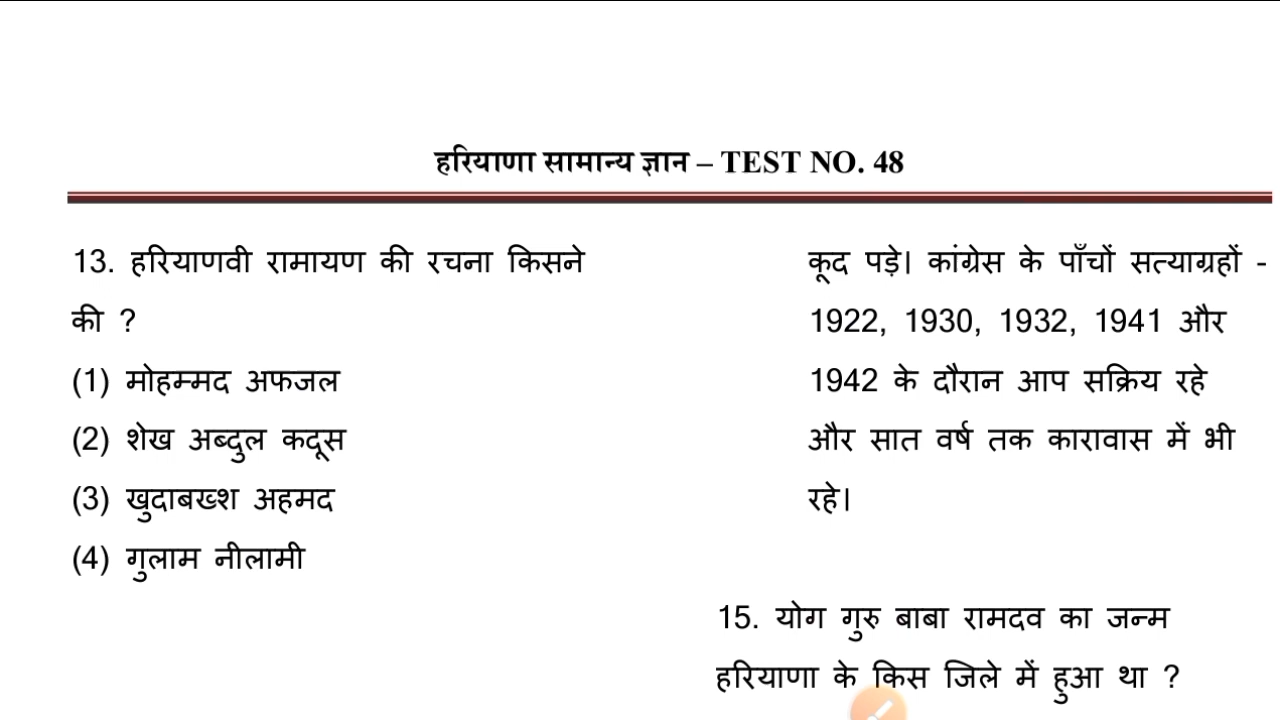 हरियाणा सामान्य ज्ञान – TEST NO. 48
13. हरियाणवी रामायण की रचना किसने
की ?
(1) मोहम्मद अफजल
(2) शेख अब्दुल कदूस
(3) खुदाबख्श अहमद
(4) गुलाम नीलामी
कूद पड़े। कांग्रेस के पाँचों सत्याग्रहों -
1922, 1930, 1932, 1941 और
1942 के दौरान आप सक्रिय रहे
और सात वर्ष तक कारावास में भी
रहे।
15. योग गुरु बाबा रामदव का जन्म
हरियाणा के किस जिले में हुआ था ?